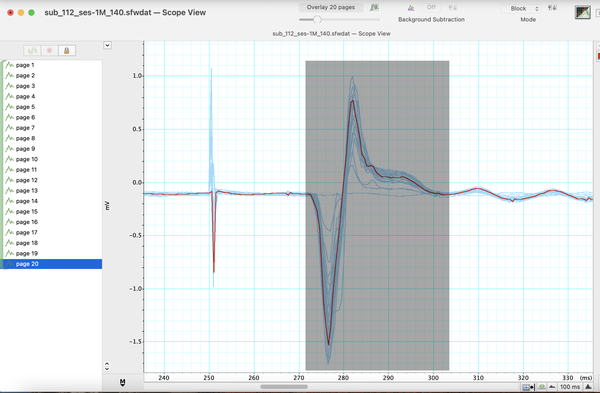 sub_112_ses-1M_140.sfwdat — Scope View
Overlay 20 pages
Off
Block
Background Subtraction
Mode
sub_112_ses-1M_140.sfwdat — Scope View
page 1
page 2
page 3
page 4
page 5
page 6
page 7
page 8
page 9
page 10
page 11
page 12
page 13
page 14
page 15
page 16
page 17
page 18
page 19
page 20
1.0
0.5
0.0
mV
-0.5
-1.0
-1.5
M
240 250 260 270 280 290 300 310 320 330 (ms)
100 ms